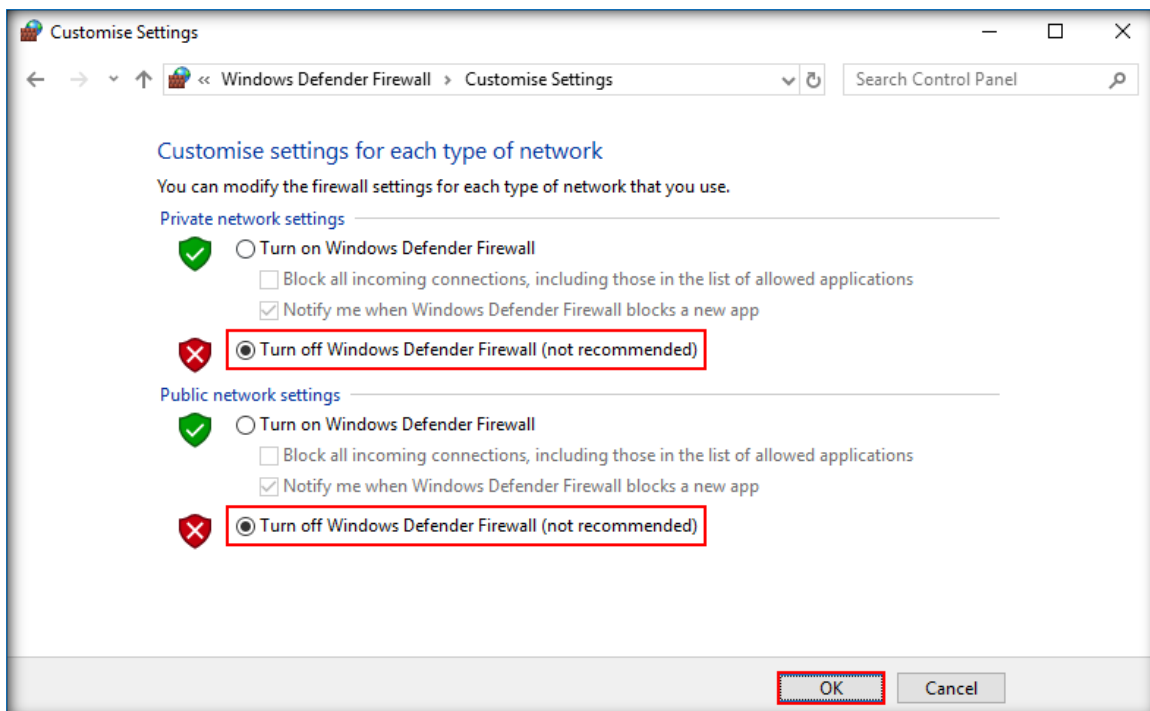 Customise Settings
« Windows Defender Firewall › Customise Settings
Search Control Panel
Customise settings for each type of network
You can modify the firewall settings for each type of network that you use.
Private network settings
Turn on Windows Defender Firewall
Block all incoming connections, including those in the list of allowed applications
Notify me when Windows Defender Firewall blocks a new app
Turn off Windows Defender Firewall (not recommended)
Public network settings
Turn on Windows Defender Firewall
Block all incoming connections, including those in the list of allowed applications
Notify me when Windows Defender Firewall blocks a new app
Turn off Windows Defender Firewall (not recommended)
OK Cancel